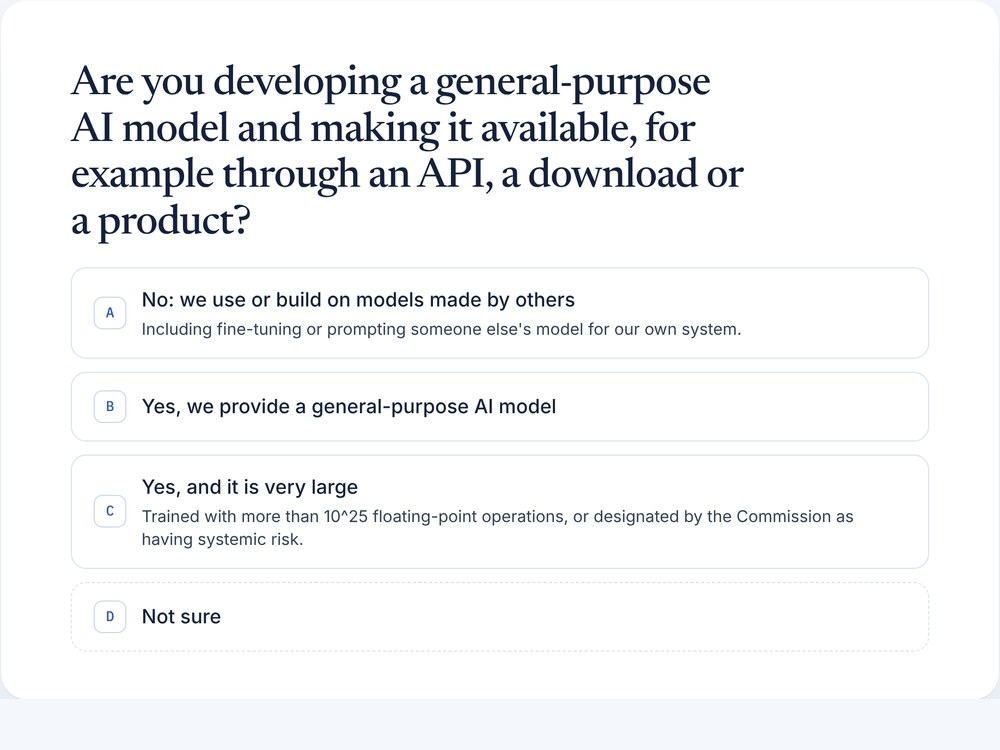 Are you developing a general-purpose
AI model and making it available, for
example through an API, a download or
a product?
A
No: we use or build on models made by others
Including fine-tuning or prompting someone else's model for our own system.
B
Yes, we provide a general-purpose AI model
C
Yes, and it is very large
Trained with more than 10^25 floating-point operations, or designated by the Commission as
having systemic risk.
D
Not sure